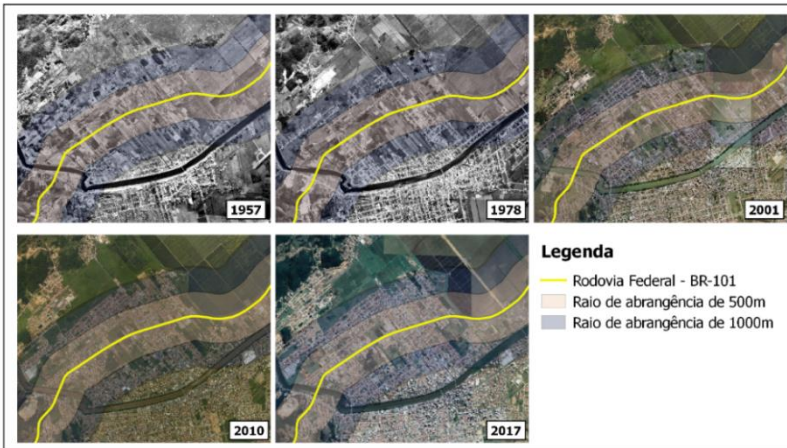 1957
1978
2001
2010
2017
Legenda
Rodovia Federal - BR-101
Raio de abrangência de 500m
Raio de abrangência de 1000m